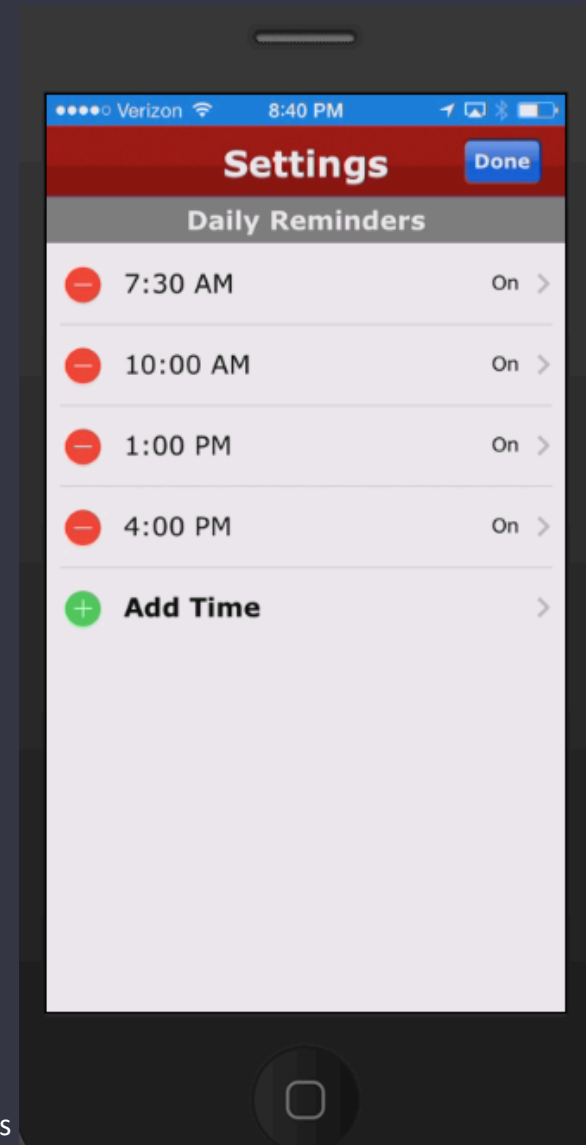 Verizon 8:40 PM
Settings Done
Daily Reminders
7:30 AM On
10:00 AM On
1:00 PM On
4:00 PM On
Add Time
s